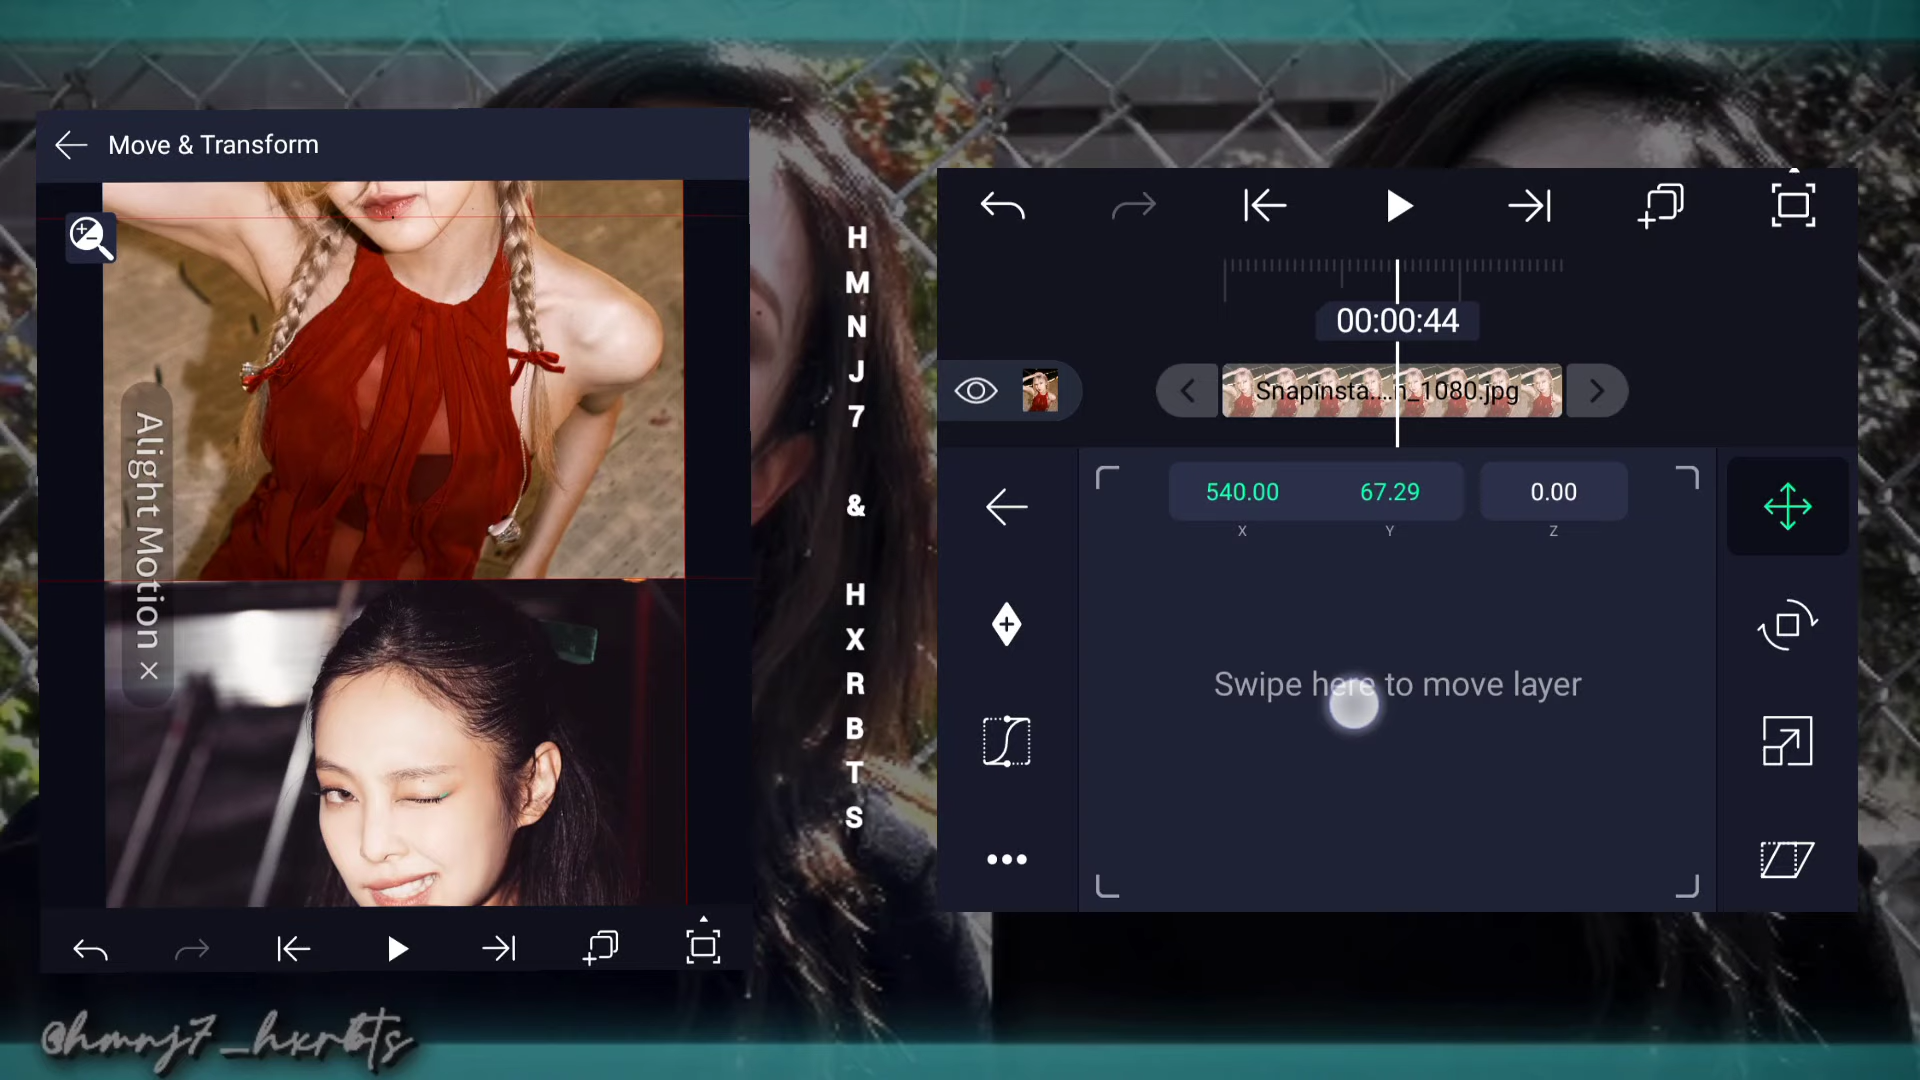 Move & Transform
Alight Motion ×
HMNJ7 & HXRBTS
00:00:44
Snapinsta....n_1080.jpg
540.00 67.29 0.00
X Y Z
Swipe here to move layer
@hmnj7_hxrbts